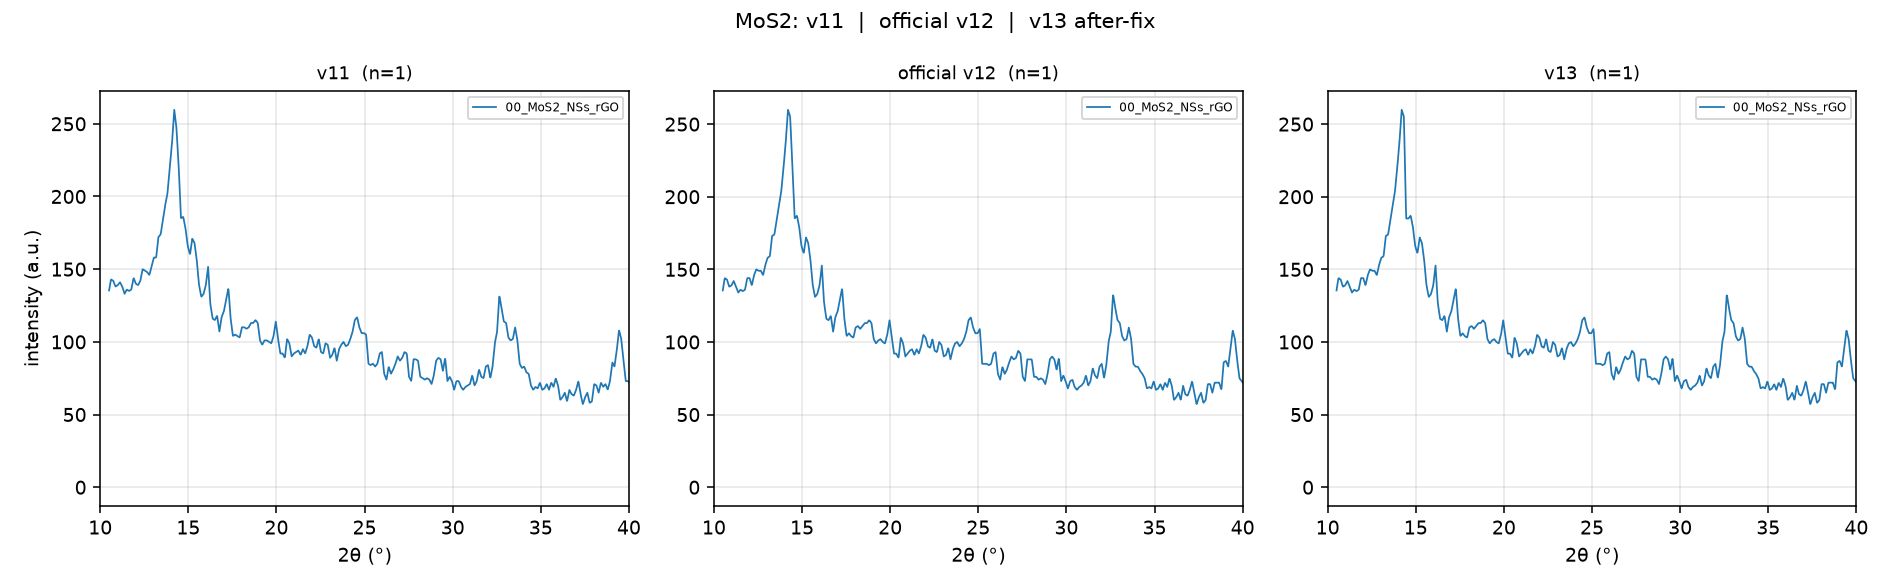 MoS2: v11 | official v12 | v13 after-fix
v11 (n=1)
00_MoS2_NSs_rGO
intensity (a.u.)
250
200
150
100
50
0
10 15 20 25 30 35 40
2θ (°)
official v12 (n=1)
00_MoS2_NSs_rGO
250
200
150
100
50
0
10 15 20 25 30 35 40
2θ (°)
v13 (n=1)
00_MoS2_NSs_rGO
250
200
150
100
50
0
10 15 20 25 30 35 40
2θ (°)